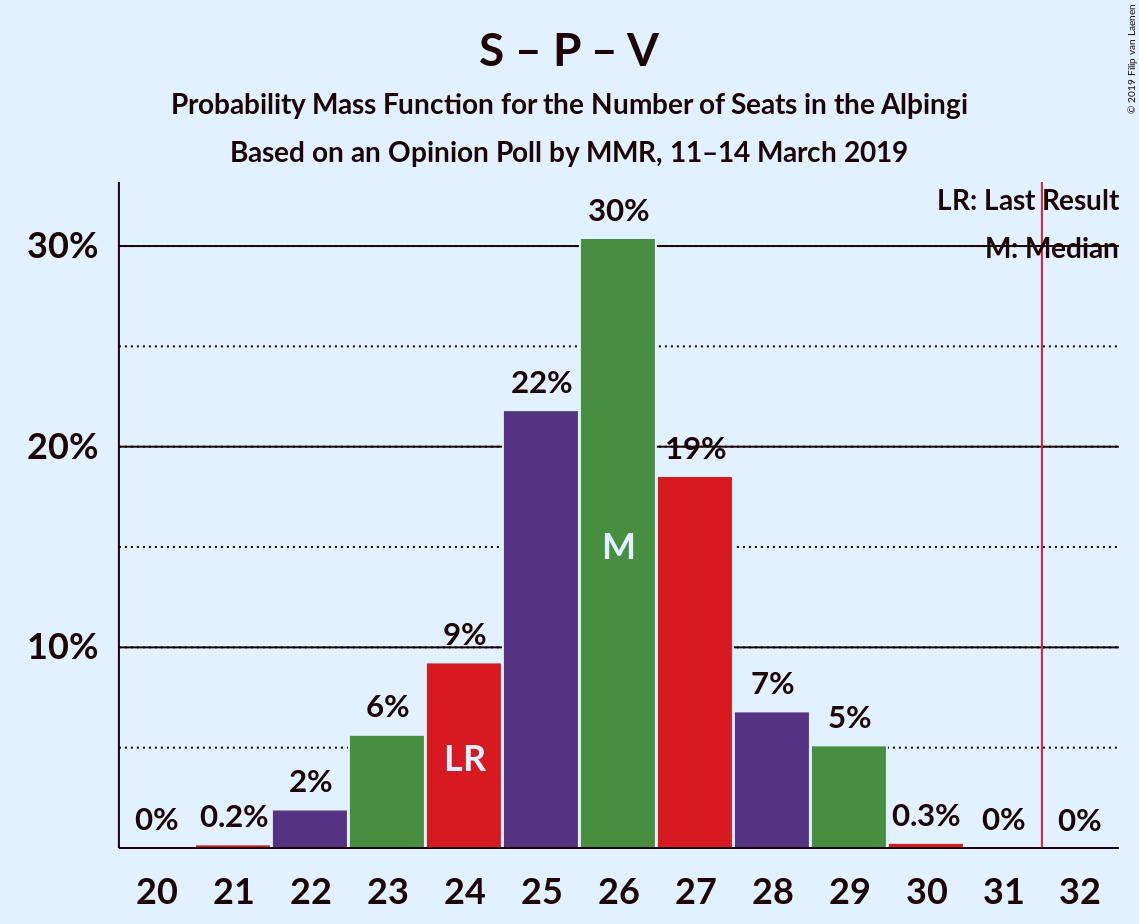 S – P – V
Probability Mass Function for the Number of Seats in the Alþingi
Based on an Opinion Poll by MMR, 11–14 March 2019
© 2019 Filip van Laenen
LR: Last Result
M: Median
30%
20%
10%
0%
0.2%
2%
6%
9%
22%
30%
19%
7%
5%
0.3%
0%
0%
LR
M
20 21 22 23 24 25 26 27 28 29 30 31 32